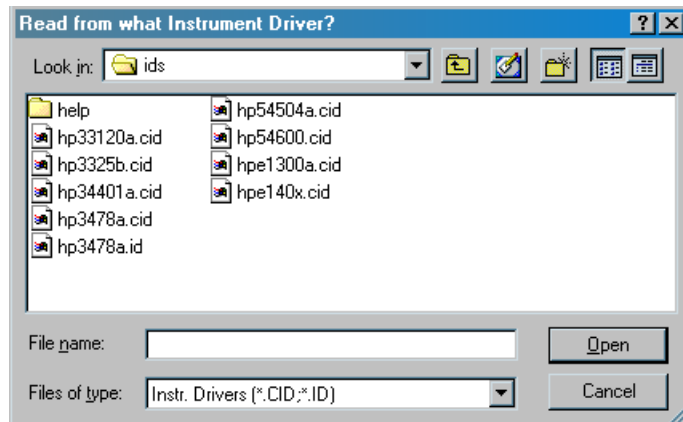 Read from what Instrument Driver?
Look in: ids
help
hp33120a.cid
hp3325b.cid
hp34401a.cid
hp3478a.cid
hp3478a.id
hp54504a.cid
hp54600.cid
hpe1300a.cid
hpe140x.cid
File name:
Open
Files of type: Instr. Drivers (*.CID;*.ID)
Cancel